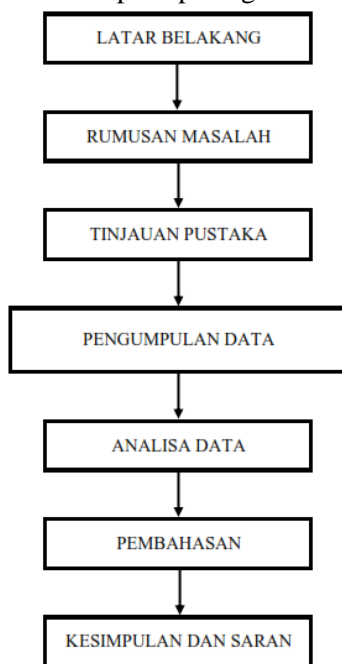 LATAR BELAKANG
RUMUSAN MASALAH
TINJAUAN PUSTAKA
PENGUMPULAN DATA
ANALISA DATA
PEMBAHASAN
KESIMPULAN DAN SARAN